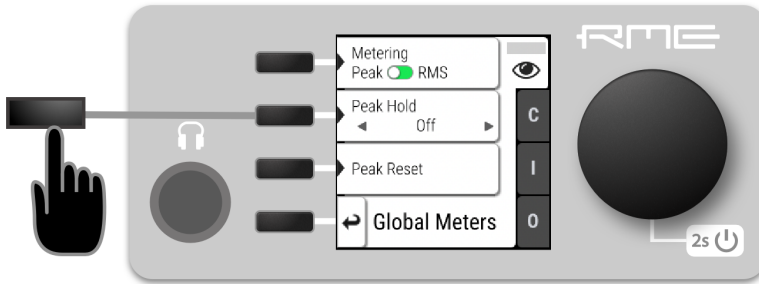 RME
Metering
Peak RMS
Peak Hold
Off
C
Peak Reset
I
Global Meters
O
2s